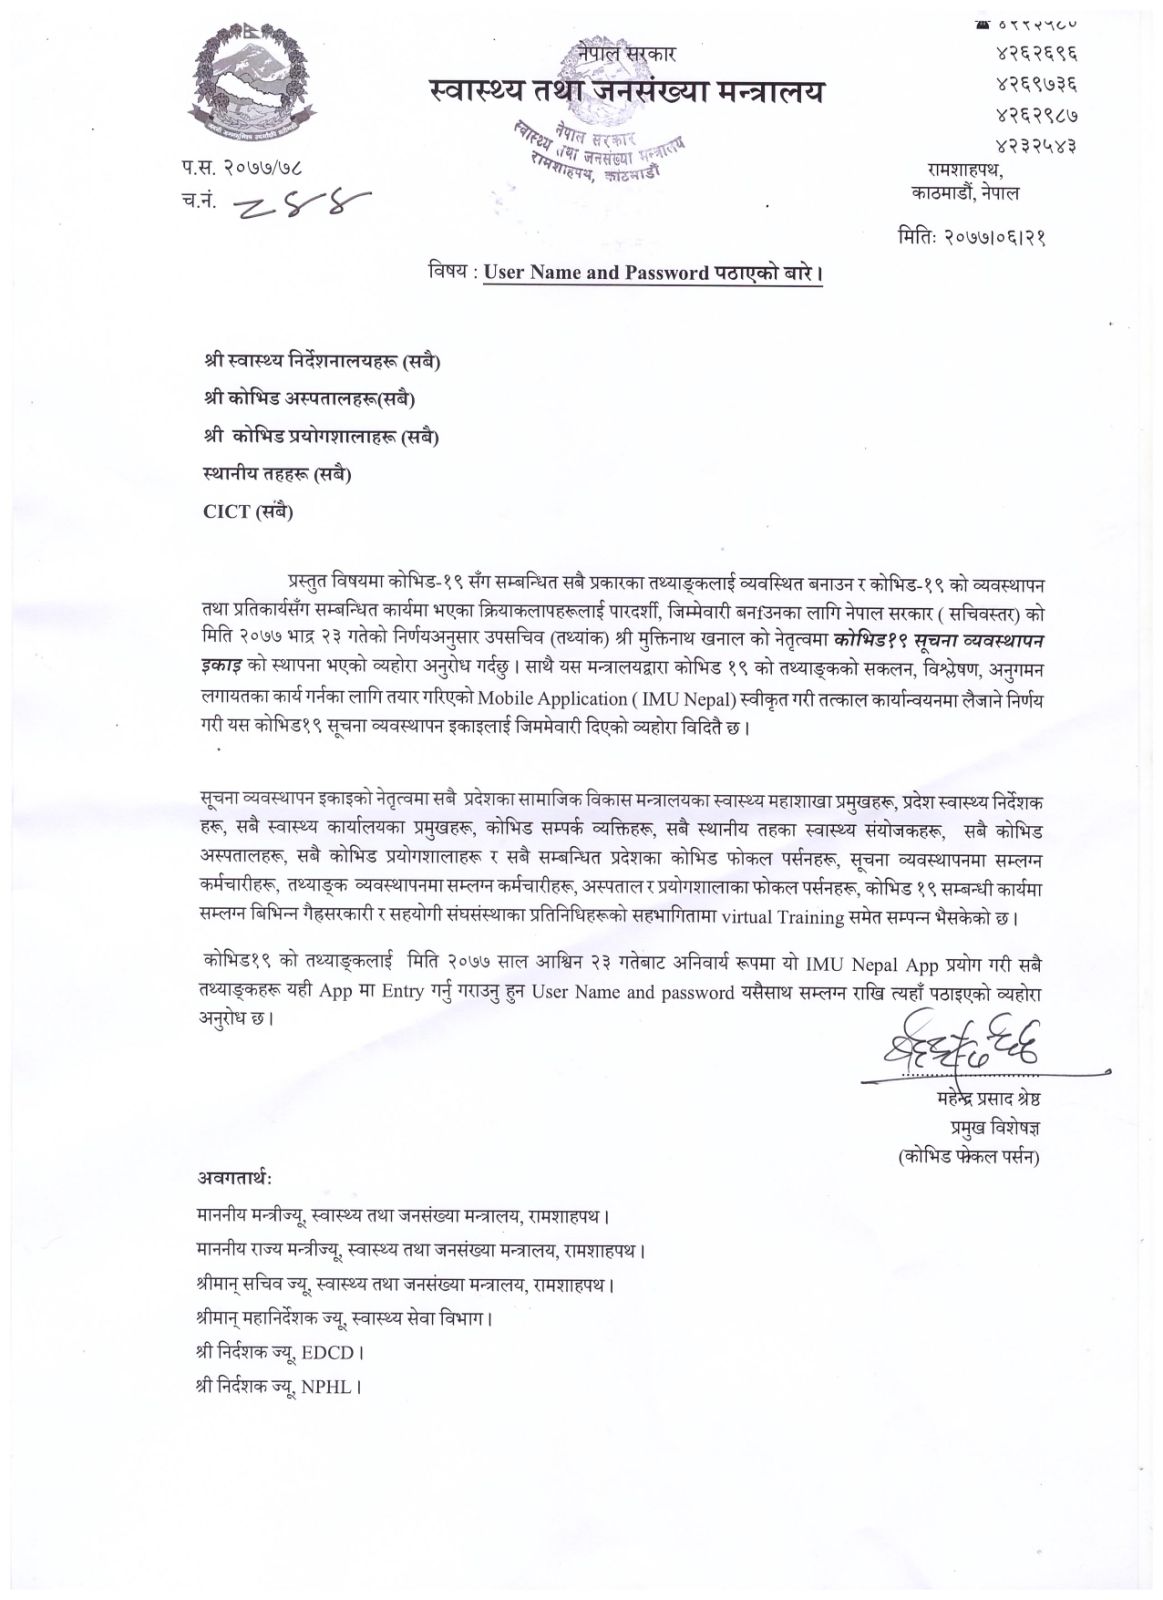 नेपाल सरकार
स्वास्थ्य तथा जनसंख्या मन्त्रालय
४२६२६९६
४२६९७३६
४२६२९८७
४२३२५४३
रामशाहपथ,
काठमाडौं, नेपाल
नेपाल सरकार
स्वास्थ्य तथा जनसंख्या मन्त्रालय
रामशाहपथ, काठमाडौं
प.स. २०७७/७८
च.नं. २४४
मितिः २०७७।०६।२१
विषय : User Name and Password पठाएको बारे।
श्री स्वास्थ्य निर्देशनालयहरू (सबै)
श्री कोभिड अस्पतालहरू(सबै)
श्री कोभिड प्रयोगशालाहरू (सबै)
स्थानीय तहहरू (सबै)
CICT (संबै)
प्रस्तुत विषयमा कोभिड-१९ सँग सम्बन्धित सबै प्रकारका तथ्याङ्कलाई व्यवस्थित बनाउन र कोभिड-१९ को व्यवस्थापन
तथा प्रतिकार्यसँग सम्बन्धित कार्यमा भएका क्रियाकलापहरूलाई पारदर्शी, जिम्मेवारी बनाउनका लागि नेपाल सरकार ( सचिवस्तर) को
मिति २०७७ भाद्र २३ गतेको निर्णयअनुसार उपसचिव (तथ्यांक) श्री मुक्तिनाथ खनाल को नेतृत्वमा कोभिड१९ सूचना व्यवस्थापन
इकाइ को स्थापना भएको व्यहोरा अनुरोध गर्दछु । साथै यस मन्त्रालयद्वारा कोभिड १९ को तथ्याङ्कको सकलन, विश्लेषण, अनुगमन
लगायतका कार्य गर्नका लागि तयार गरिएको Mobile Application ( IMU Nepal) स्वीकृत गरी तत्काल कार्यान्वयनमा लैजाने निर्णय
गरी यस कोभिड१९ सूचना व्यवस्थापन इकाइलाई जिममेवारी दिएको व्यहोरा विदितै छ ।
सूचना व्यवस्थापन इकाइको नेतृत्वमा सबै प्रदेशका सामाजिक विकास मन्त्रालयका स्वास्थ्य महाशाखा प्रमुखहरू, प्रदेश स्वास्थ्य निर्देशक
हरू, सबै स्वास्थ्य कार्यालयका प्रमुखहरू, कोभिड सम्पर्क व्यक्तिहरू, सबै स्थानीय तहका स्वास्थ्य संयोजकहरू, सबै कोभिड
अस्पतालहरू, सबै कोभिड प्रयोगशालाहरू र सबै सम्बन्धित प्रदेशका कोभिड फोकल पर्सनहरू, सूचना व्यवस्थापनमा सम्लग्न
कर्मचारीहरू, तथ्याङ्क व्यवस्थापनमा सम्लग्न कर्मचारीहरू, अस्पताल र प्रयोगशालाका फोकल पर्सनहरू, कोभिड १९ सम्बन्धी कार्यमा
सम्लग्न बिभिन्न गैह्रसरकारी र सहयोगी संघसंस्थाका प्रतिनिधिहरूको सहभागितामा virtual Training समेत सम्पन्न भैसकेको छ ।
कोभिड१९ को तथ्याङ्कलाई मिति २०७७ साल आश्विन २३ गतेबाट अनिवार्य रूपमा यो IMU Nepal App प्रयोग गरी सबै
तथ्याङ्कहरू यही App मा Entry गर्नु गराउनु हुन User Name and password यसैसाथ सम्लग्न राखि त्यहाँ पठाइएको व्यहोरा
अनुरोध छ ।
महेन्द्र प्रसाद श्रेष्ठ
प्रमुख विशेषज्ञ
(कोभिड फोकल पर्सन)
अवगतार्थः
माननीय मन्त्रीज्यू, स्वास्थ्य तथा जनसंख्या मन्त्रालय, रामशाहपथ ।
माननीय राज्य मन्त्रीज्यू, स्वास्थ्य तथा जनसंख्या मन्त्रालय, रामशाहपथ ।
श्रीमान् सचिव ज्यू, स्वास्थ्य तथा जनसंख्या मन्त्रालय, रामशाहपथ ।
श्रीमान् महानिर्देशक ज्यू, स्वास्थ्य सेवा विभाग ।
श्री निर्दशक ज्यू, EDCD ।
श्री निर्दशक ज्यू, NPHL ।